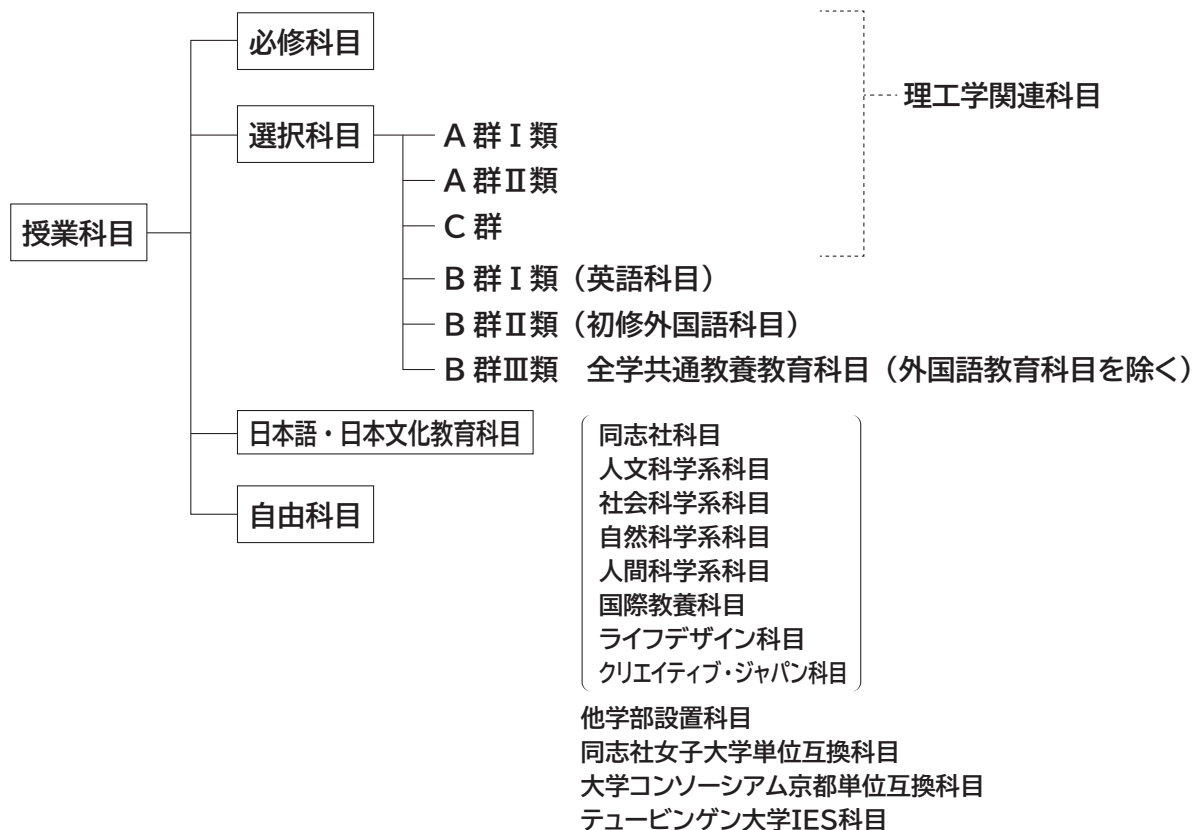 必修科目
理工学関連科目
選択科目
A 群 Ⅰ 類
A 群Ⅱ類
C 群
授業科目
B 群 Ⅰ 類（英語科目）
B 群Ⅱ類（初修外国語科目）
B 群Ⅲ類　全学共通教養教育科目（外国語教育科目を除く）
日本語・日本文化教育科目
同志社科目
人文科学系科目
社会科学系科目
自由科目
自然科学系科目
人間科学系科目
国際教養科目
ライフデザイン科目
クリエイティブ・ジャパン科目
他学部設置科目
同志社女子大学単位互換科目
大学コンソーシアム京都単位互換科目
テュービンゲン大学IES科目